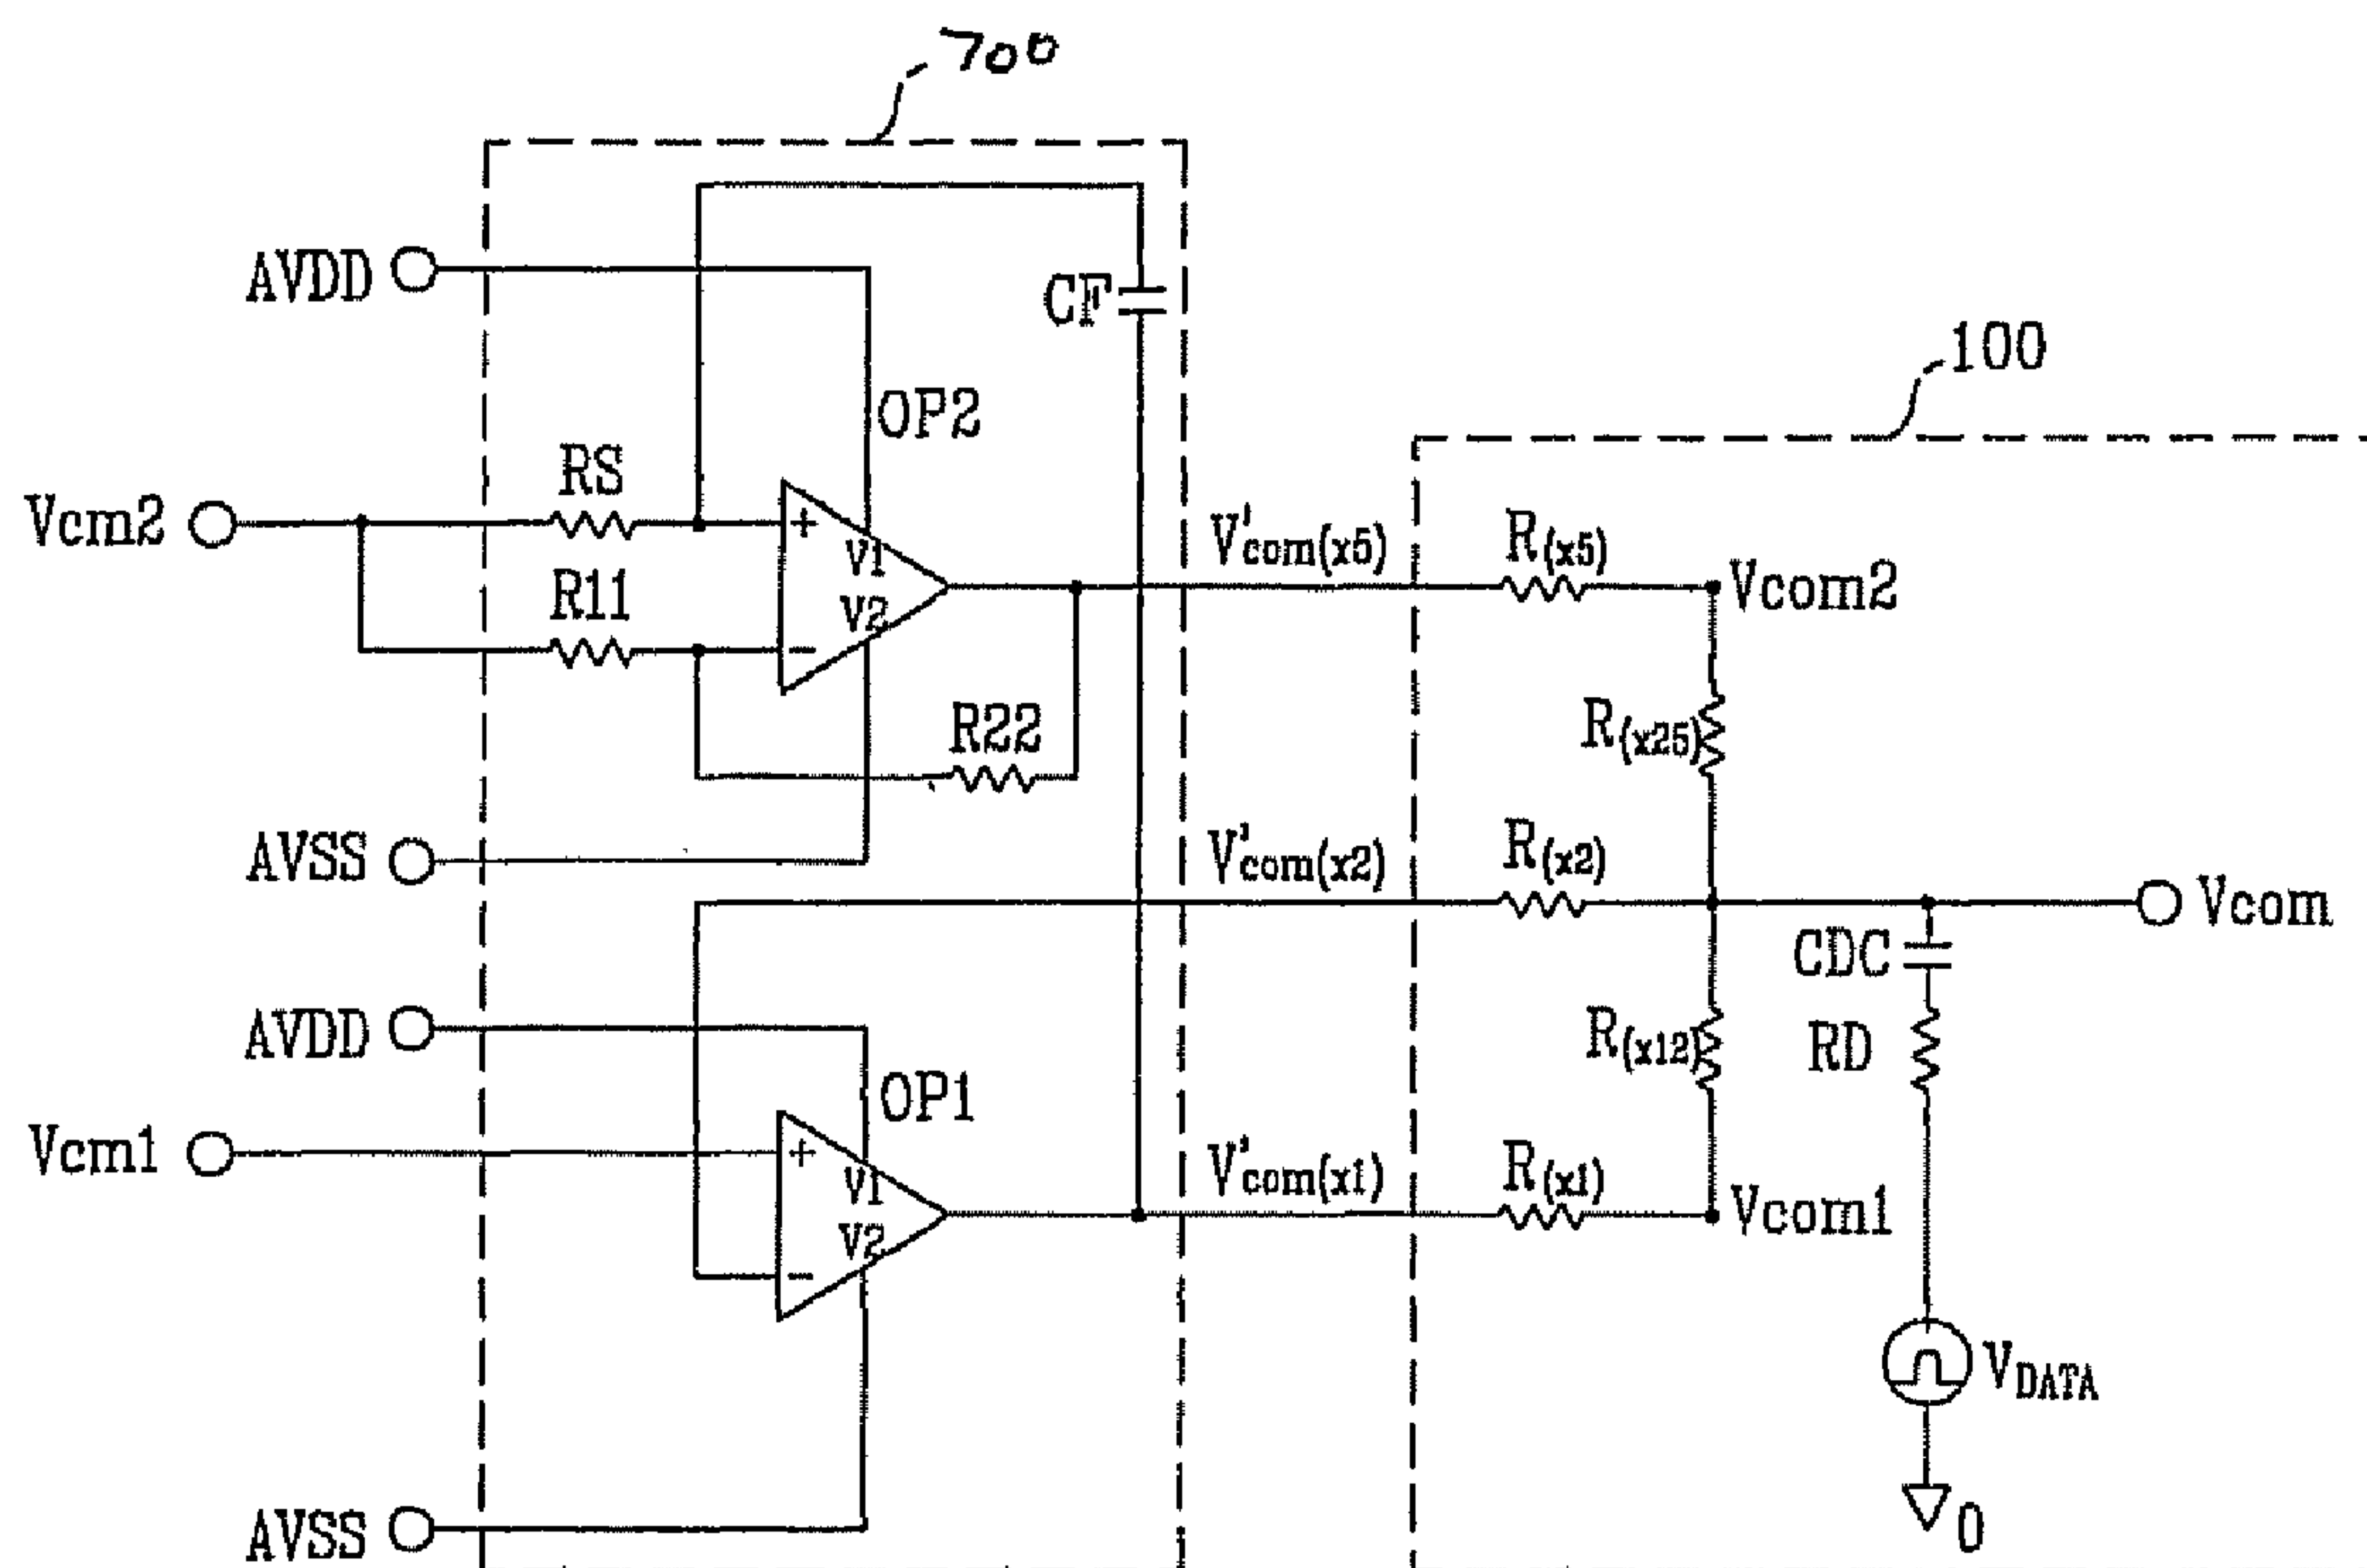 700
AVDD
CF
100
OP2
RS
Vcm2
+
V1
V'com(x5)
R(x5)
R11
V2
Vcom2
-
R22
R(x25)
AVSS
V'com(x2)
R(x2)
Vcom
CDC
AVDD
R(x12)
RD
OP1
Vcm1
+
V1
V'com(x1)
R(x1)
V2
Vcom1
-
VDATA
AVSS
0